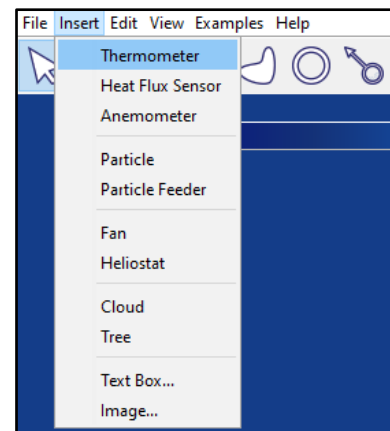 File Insert Edit View Examples Help
Thermometer
Heat Flux Sensor
Anemometer
Particle
Particle Feeder
Fan
Heliostat
Cloud
Tree
Text Box...
Image...